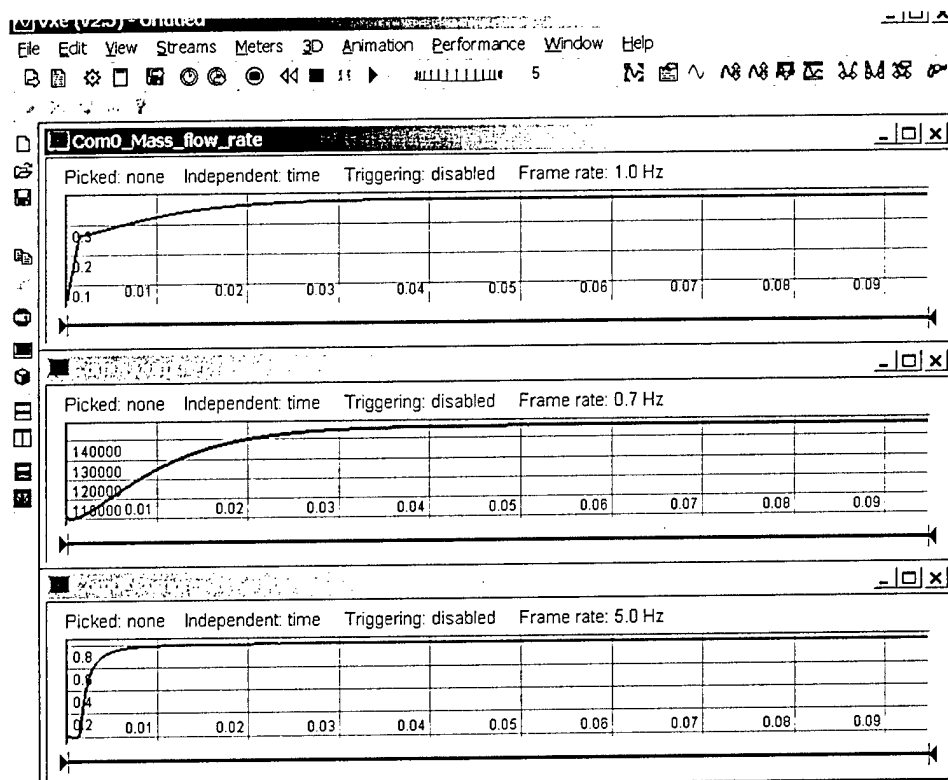 vxe (v2.5) - Untitled
File Edit View Streams Meters 3D Animation Performance Window Help
5
Com0_Mass_flow_rate
Picked: none Independent: time Triggering: disabled Frame rate: 1.0 Hz
0.3
0.2
0.1 0.01 0.02 0.03 0.04 0.05 0.06 0.07 0.08 0.09
Picked: none Independent: time Triggering: disabled Frame rate: 0.7 Hz
140000
130000
120000
110000 0.01 0.02 0.03 0.04 0.05 0.06 0.07 0.08 0.09
Picked: none Independent: time Triggering: disabled Frame rate: 5.0 Hz
0.8
0.6
0.4
0.2 0.01 0.02 0.03 0.04 0.05 0.06 0.07 0.08 0.09